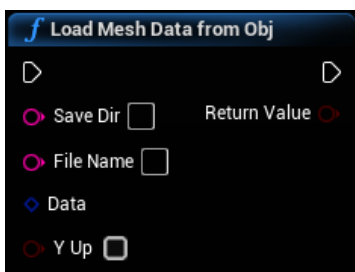 f Load Mesh Data from Obj
Save Dir
Return Value
File Name
Data
Y Up